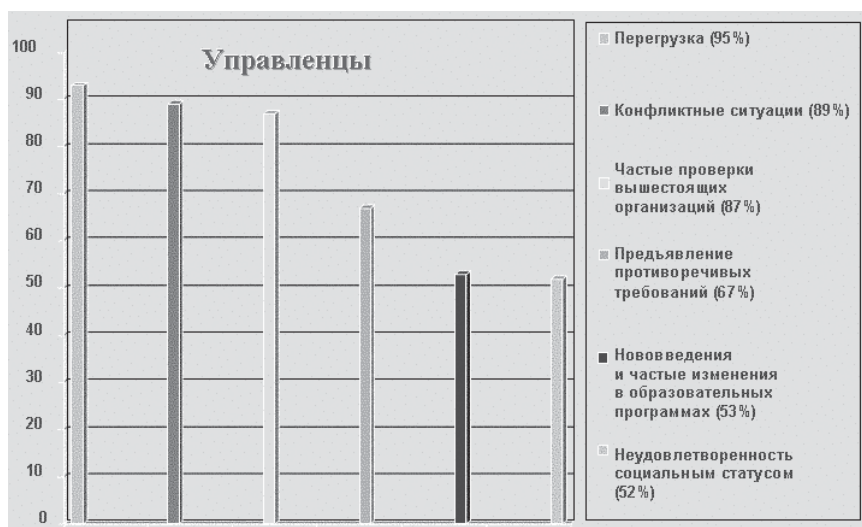 Управленцы
100
90
80
70
60
50
40
30
20
10
0
Перегрузка (95%)
Конфликтные ситуации (89%)
Частые проверки
вышестоящих
организаций (87%)
Предъявление
противоречивых
требований (67%)
Нововведения
и частые изменения
в образовательных
программах (53%)
Неудовлетворенность
социальным статусом
(52%)